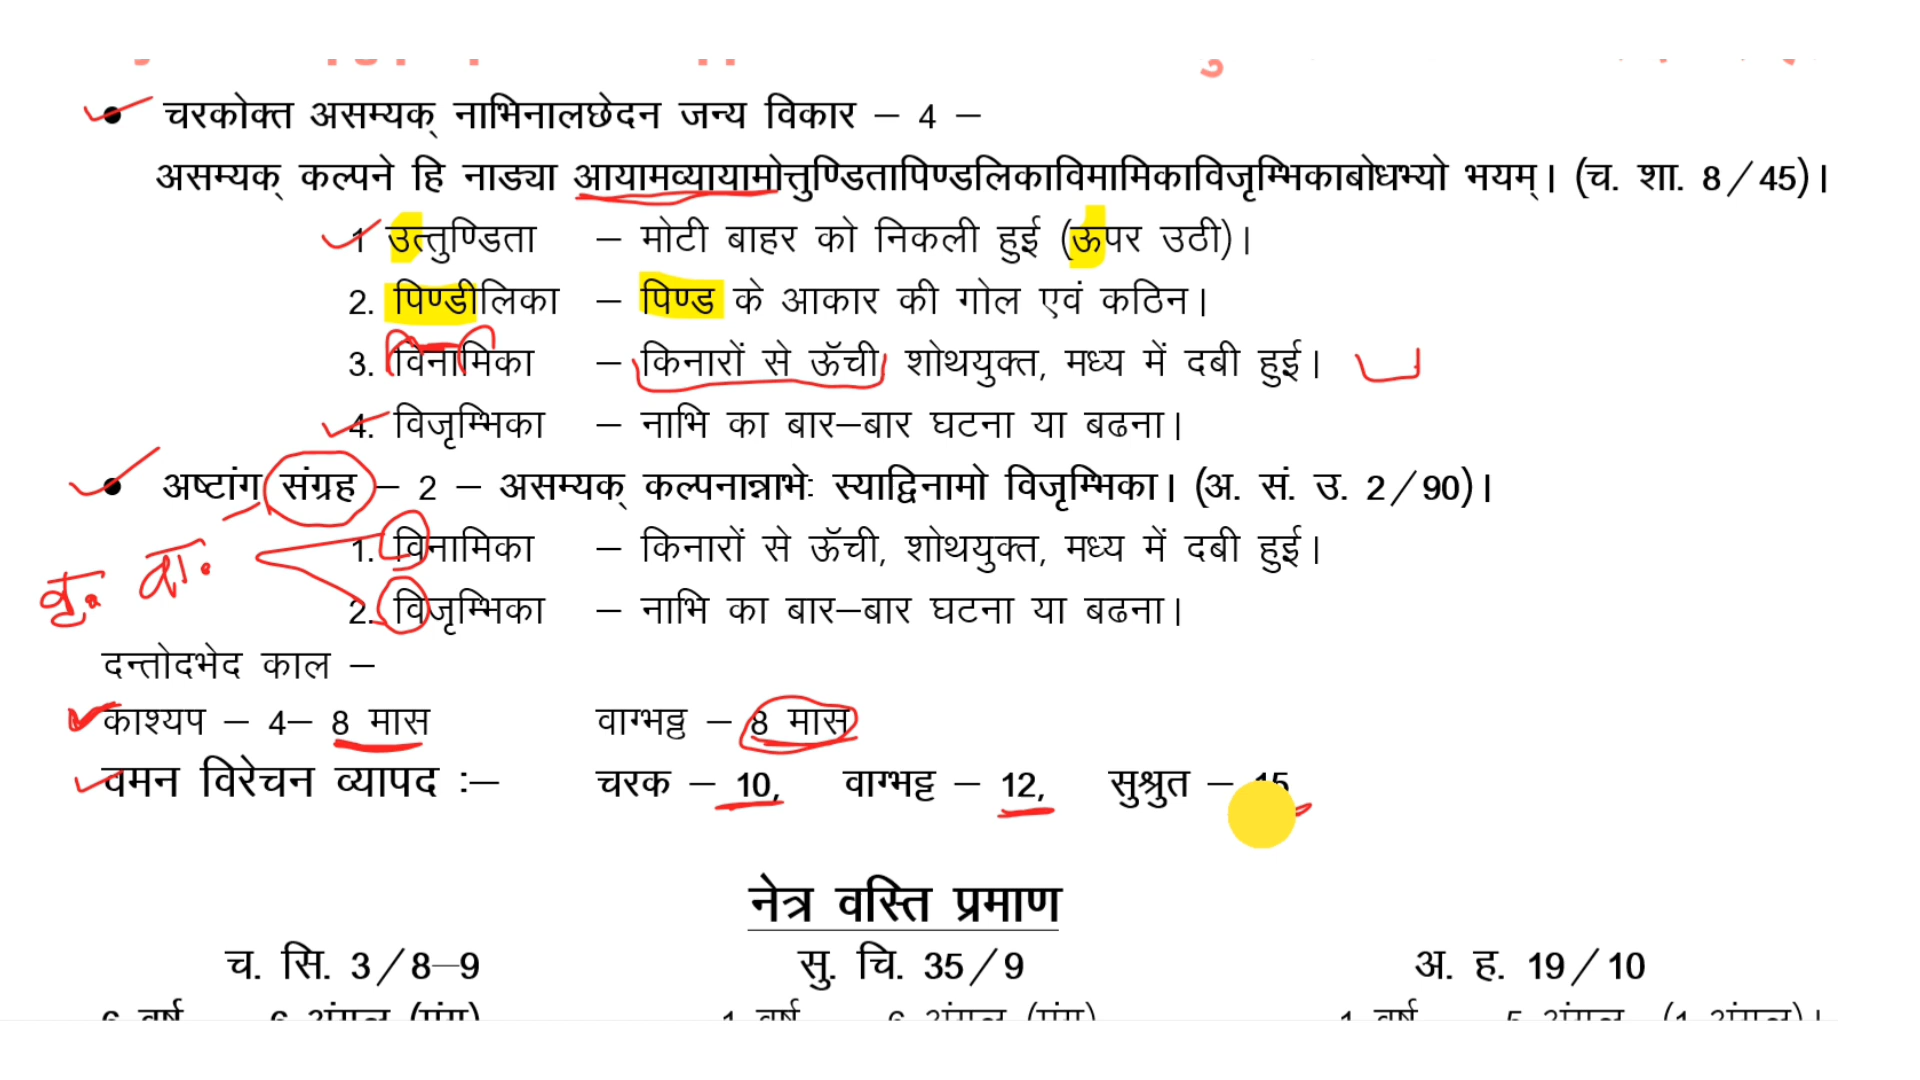 ● चरकोक्त असम्यक् नाभिनालछेदन जन्य विकार – 4 –
असम्यक् कल्पने हि नाड्या आयामव्यायामोत्तुण्डितापिण्डलिकाविमामिकाविजृम्भिकाबोधभ्यो भयम्। (च. शा. 8/45)।
1 उत्तुण्डिता – मोटी बाहर को निकली हुई (ऊपर उठी)।
2. पिण्डीलिका – पिण्ड के आकार की गोल एवं कठिन।
3. विनामिका – किनारों से ऊॅची शोथयुक्त, मध्य में दबी हुई।
4. विजृम्भिका – नाभि का बार–बार घटना या बढना।
● अष्टांग संग्रह – 2 – असम्यक् कल्पनान्नाभेः स्याद्विनामो विजृम्भिका। (अ. सं. उ. 2/90)।
1. विनामिका – किनारों से ऊॅची, शोथयुक्त, मध्य में दबी हुई।
वृ. वा.
2. विजृम्भिका – नाभि का बार–बार घटना या बढना।
दन्तोदभेद काल –
काश्यप – 4– 8 मास वाग्भठ्ठ – 8 मास
वमन विरेचन व्यापद :– चरक – 10, वाग्भट्ट – 12, सुश्रुत – 15
नेत्र वस्ति प्रमाण
च. सि. 3/8–9 सु. चि. 35/9 अ. ह. 19/10